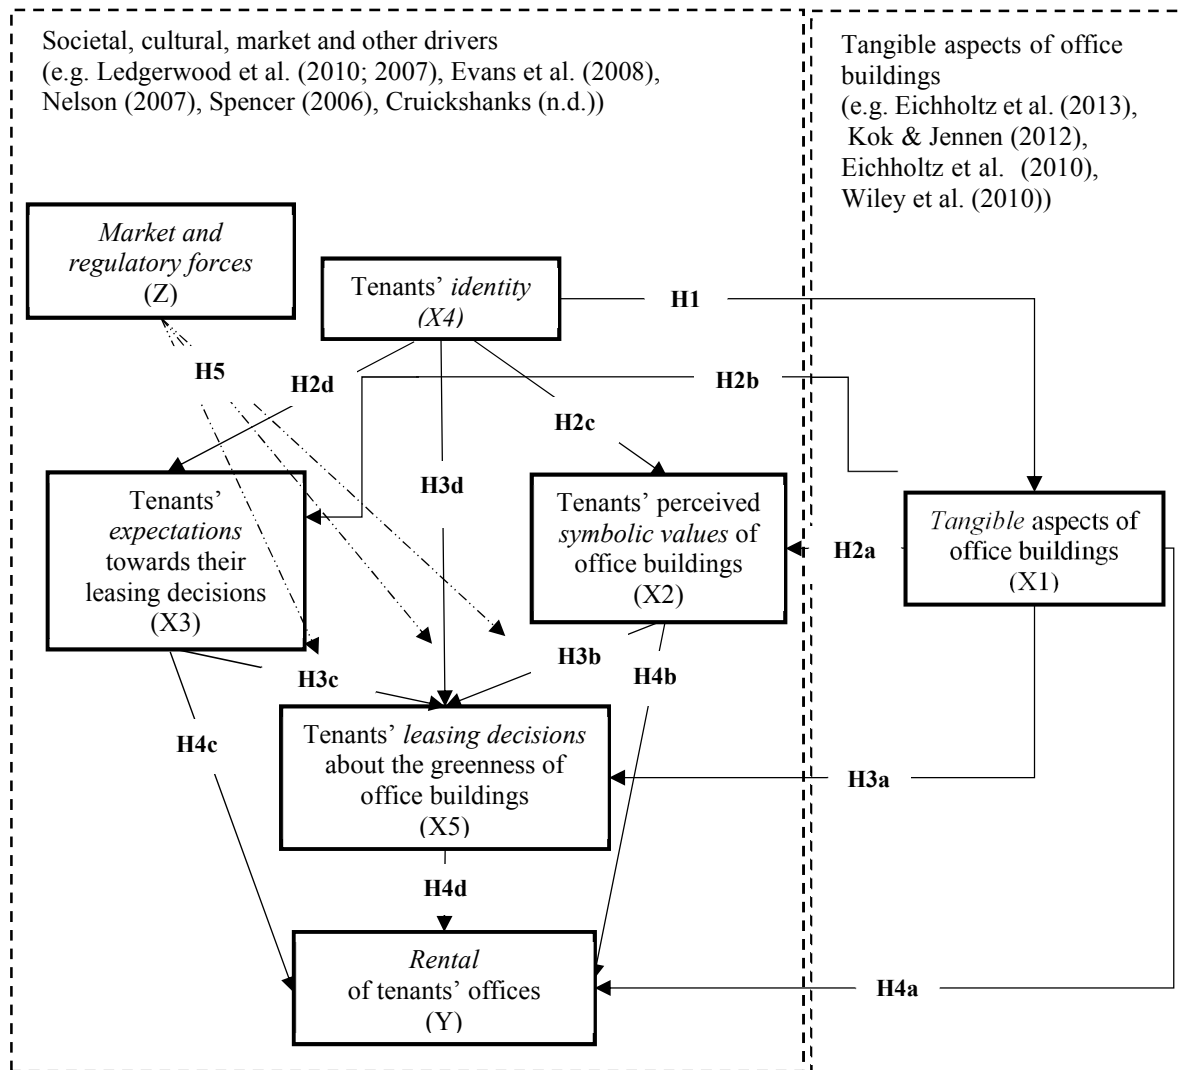 Societal, cultural, market and other drivers
(e.g. Ledgerwood et al. (2010; 2007), Evans et al. (2008),
Nelson (2007), Spencer (2006), Cruickshanks (n.d.))
Tangible aspects of office
buildings
(e.g. Eichholtz et al. (2013),
Kok & Jennen (2012),
Eichholtz et al. (2010),
Wiley et al. (2010))
Market and
regulatory forces
(Z)
Tenants’ identity
(X4)
H1
H5
H2d
H2b
H2c
Tenants’
expectations
towards their
leasing decisions
(X3)
H3d
Tenants’ perceived
symbolic values of
office buildings
(X2)
H2a
Tangible aspects of
office buildings
(X1)
H3c
H3b
H4b
H4c
Tenants’ leasing decisions
about the greenness of
office buildings
(X5)
H3a
H4d
Rental
of tenants’ offices
(Y)
H4a